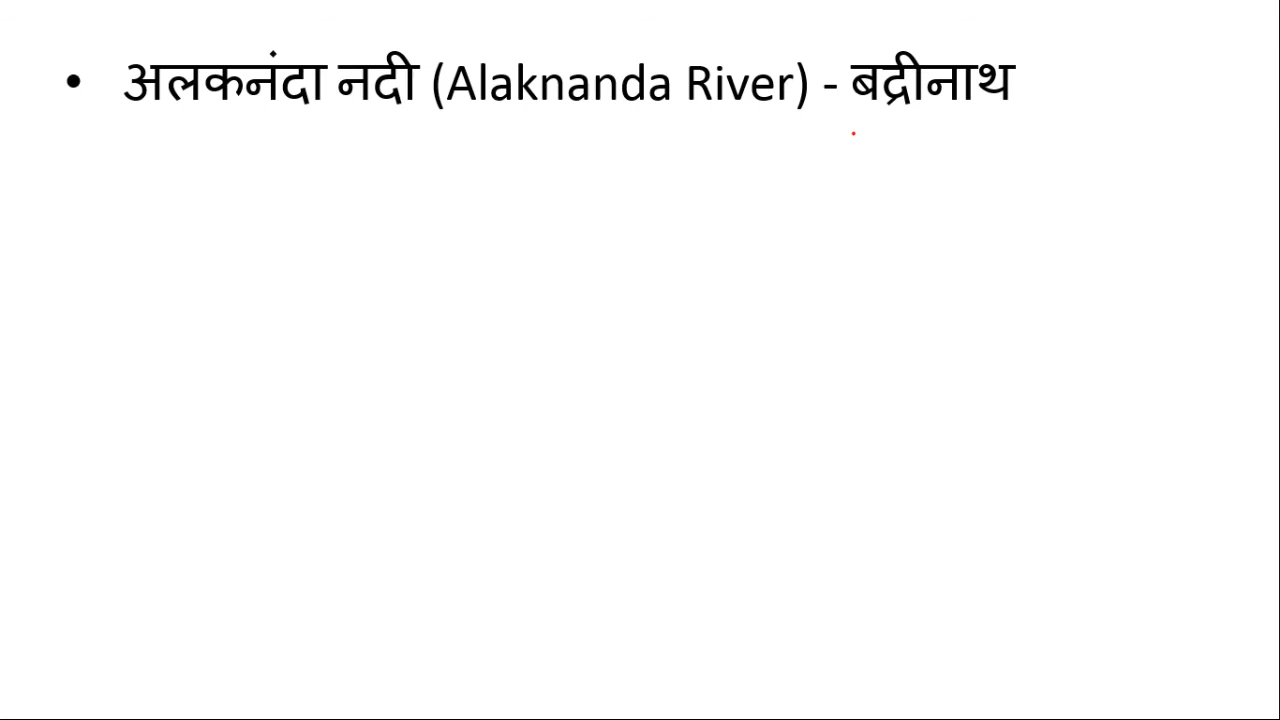 • अलकनंदा नदी (Alaknanda River) - बद्रीनाथ